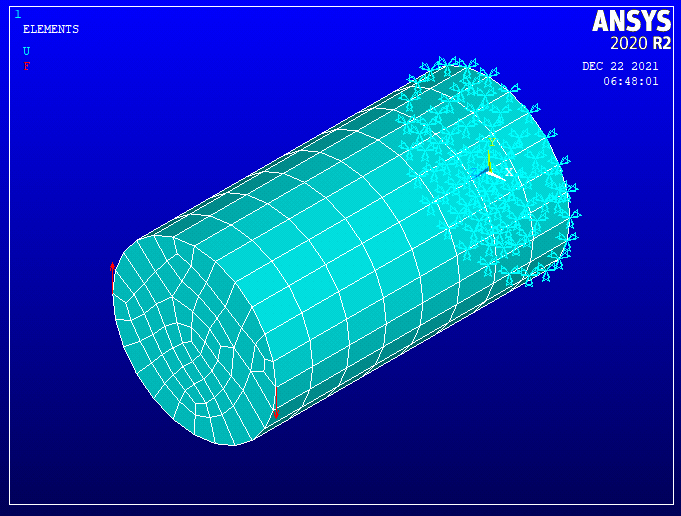 1
ELEMENTS
U
F
ANSYS
2020 R2
DEC 22 2021
06:48:01
Y
X